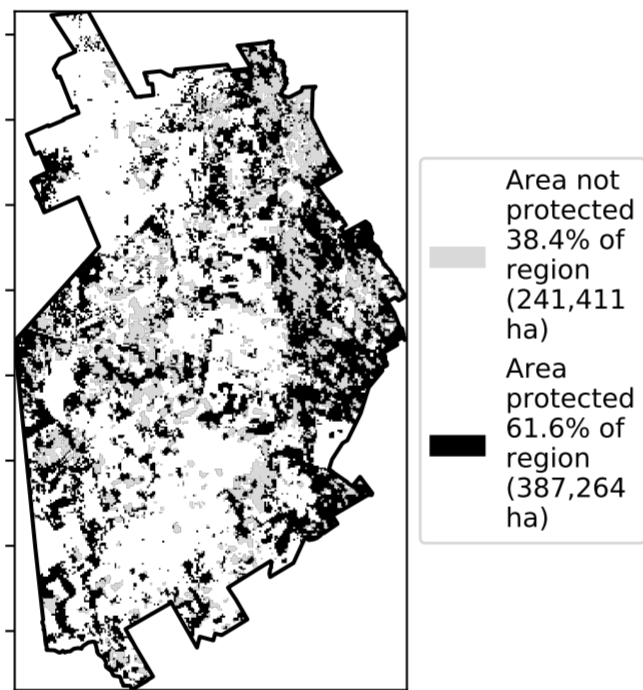 Area not
protected
38.4% of
region
(241,411
ha)
Area
protected
61.6% of
region
(387,264
ha)